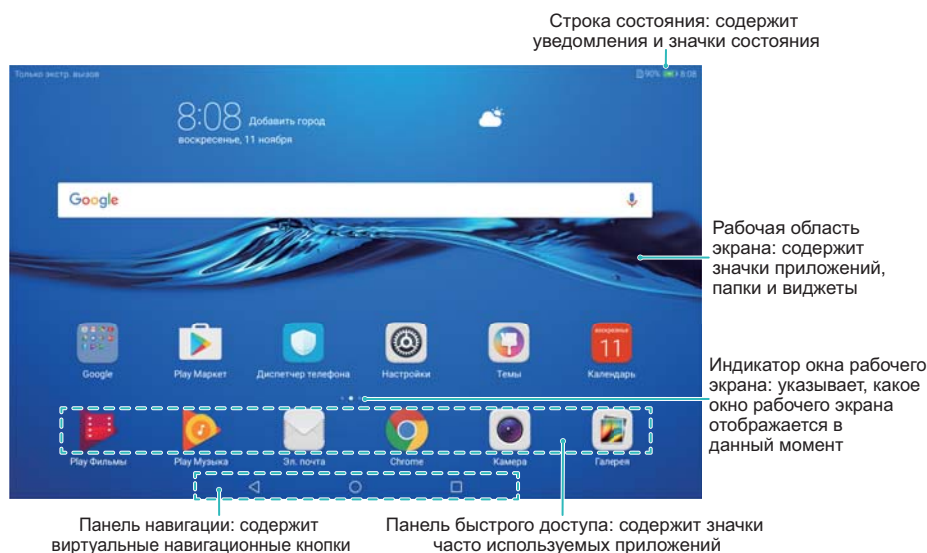 Строка состояния: содержит
уведомления и значки состояния
Только экстр. вызов
90% 8:08
8:08 Добавить город
воскресенье, 11 ноября
Google
Рабочая область
экрана: содержит
значки приложений,
папки и виджеты
воскресенье
11
Google
Play Маркет
Диспетчер телефона
Настройки
Темы
Календарь
Индикатор окна рабочего
экрана: указывает, какое
окно рабочего экрана
отображается в
данный момент
Play Фильмы
Play Музыка
Эл. почта
Chrome
Камера
Галерея
Панель навигации: содержит
виртуальные навигационные кнопки
Панель быстрого доступа: содержит значки
часто используемых приложений